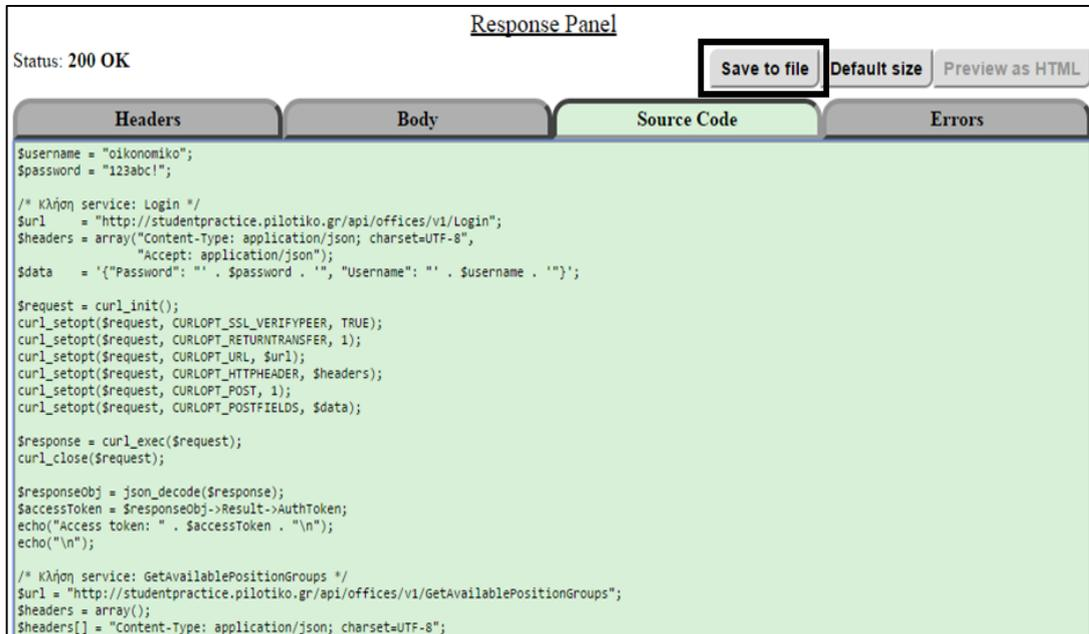 Response Panel
Status: 200 OK
Save to file Default size Preview as HTML
Headers Body Source Code Errors
$username = "oikonomiko";
$password = "123abc!";
/* Κλήση service: Login */
$url     = "http://studentpractice.pilotiko.gr/api/offices/v1/Login";
$headers = array("Content-Type: application/json; charset=UTF-8",
"Accept: application/json");
$data    = '{"Password": "' . $password . '", "Username": "' . $username . '"}';
$request = curl_init();
curl_setopt($request, CURLOPT_SSL_VERIFYPEER, TRUE);
curl_setopt($request, CURLOPT_RETURNTRANSFER, 1);
curl_setopt($request, CURLOPT_URL, $url);
curl_setopt($request, CURLOPT_HTTPHEADER, $headers);
curl_setopt($request, CURLOPT_POST, 1);
curl_setopt($request, CURLOPT_POSTFIELDS, $data);
$response = curl_exec($request);
curl_close($request);
$responseObj = json_decode($response);
$accessToken = $responseObj->Result->AuthToken;
echo("Access token: " . $accessToken . "\n");
echo("\n");
/* Κλήση service: GetAvailablePositionGroups */
$url = "http://studentpractice.pilotiko.gr/api/offices/v1/GetAvailablePositionGroups";
$headers = array();
$headers[] = "Content-Type: application/json; charset=UTF-8";